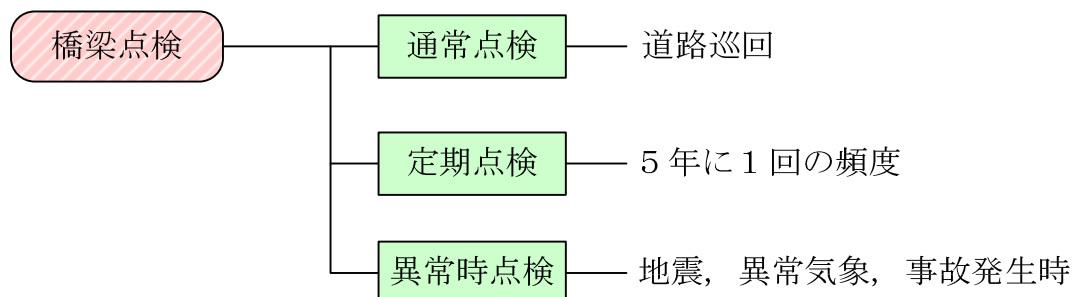 橋梁点検
通常点検
道路巡回
定期点検
5年に1回の頻度
異常時点検
地震，異常気象，事故発生時